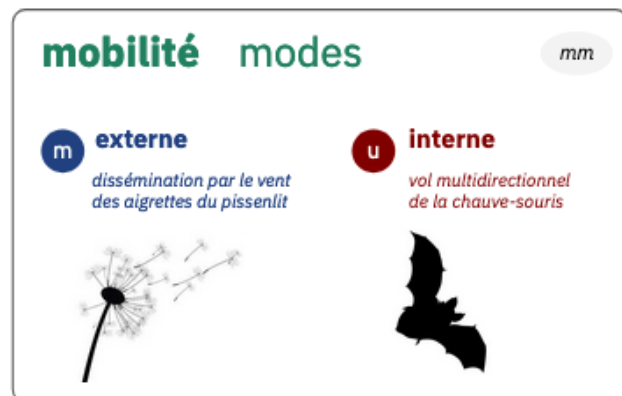 mobilité modes
mm
m externe
dissémination par le vent
des aigrettes du pissenlit
u interne
vol multidirectionnel
de la chauve-souris